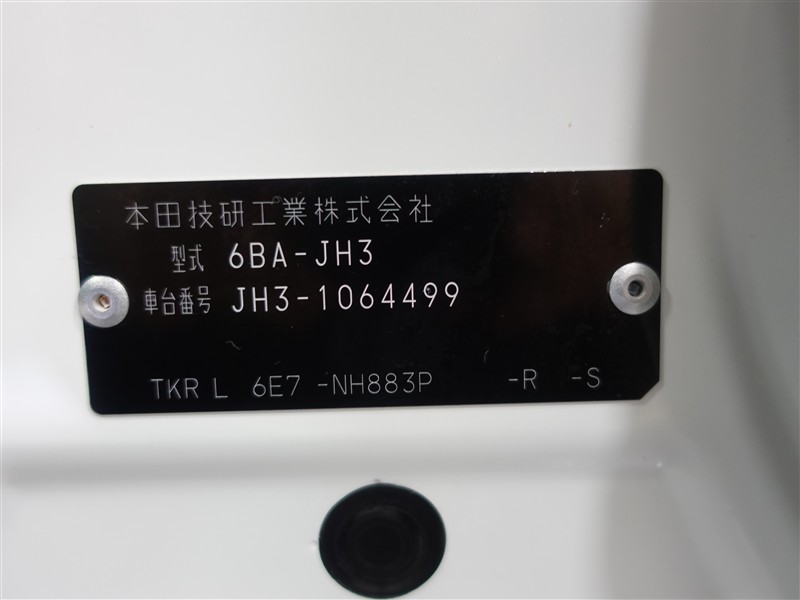 本田技研工業株式会社
型式 6BA-JH3
車台番号 JH3-1064499
TKR L 6E7 -NH883P -R -S